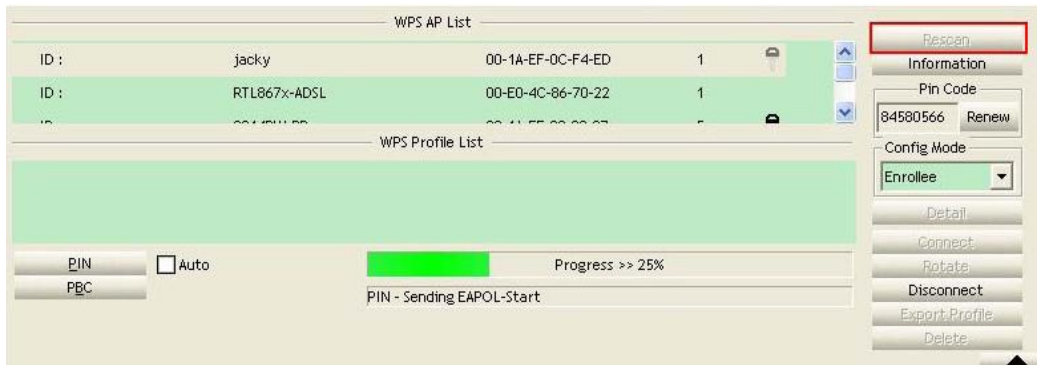 WPS AP List
ID : jacky 00-1A-EF-0C-F4-ED 1
ID : RTL867x-ADSL 00-E0-4C-86-70-22 1
WPS Profile List
PIN Auto Progress >> 25%
PBC PIN - Sending EAPOL-Start
Rescan
Information
Pin Code
84580566 Renew
Config Mode
Enrollee
Detail
Connect
Rotate
Disconnect
Export Profile
Delete